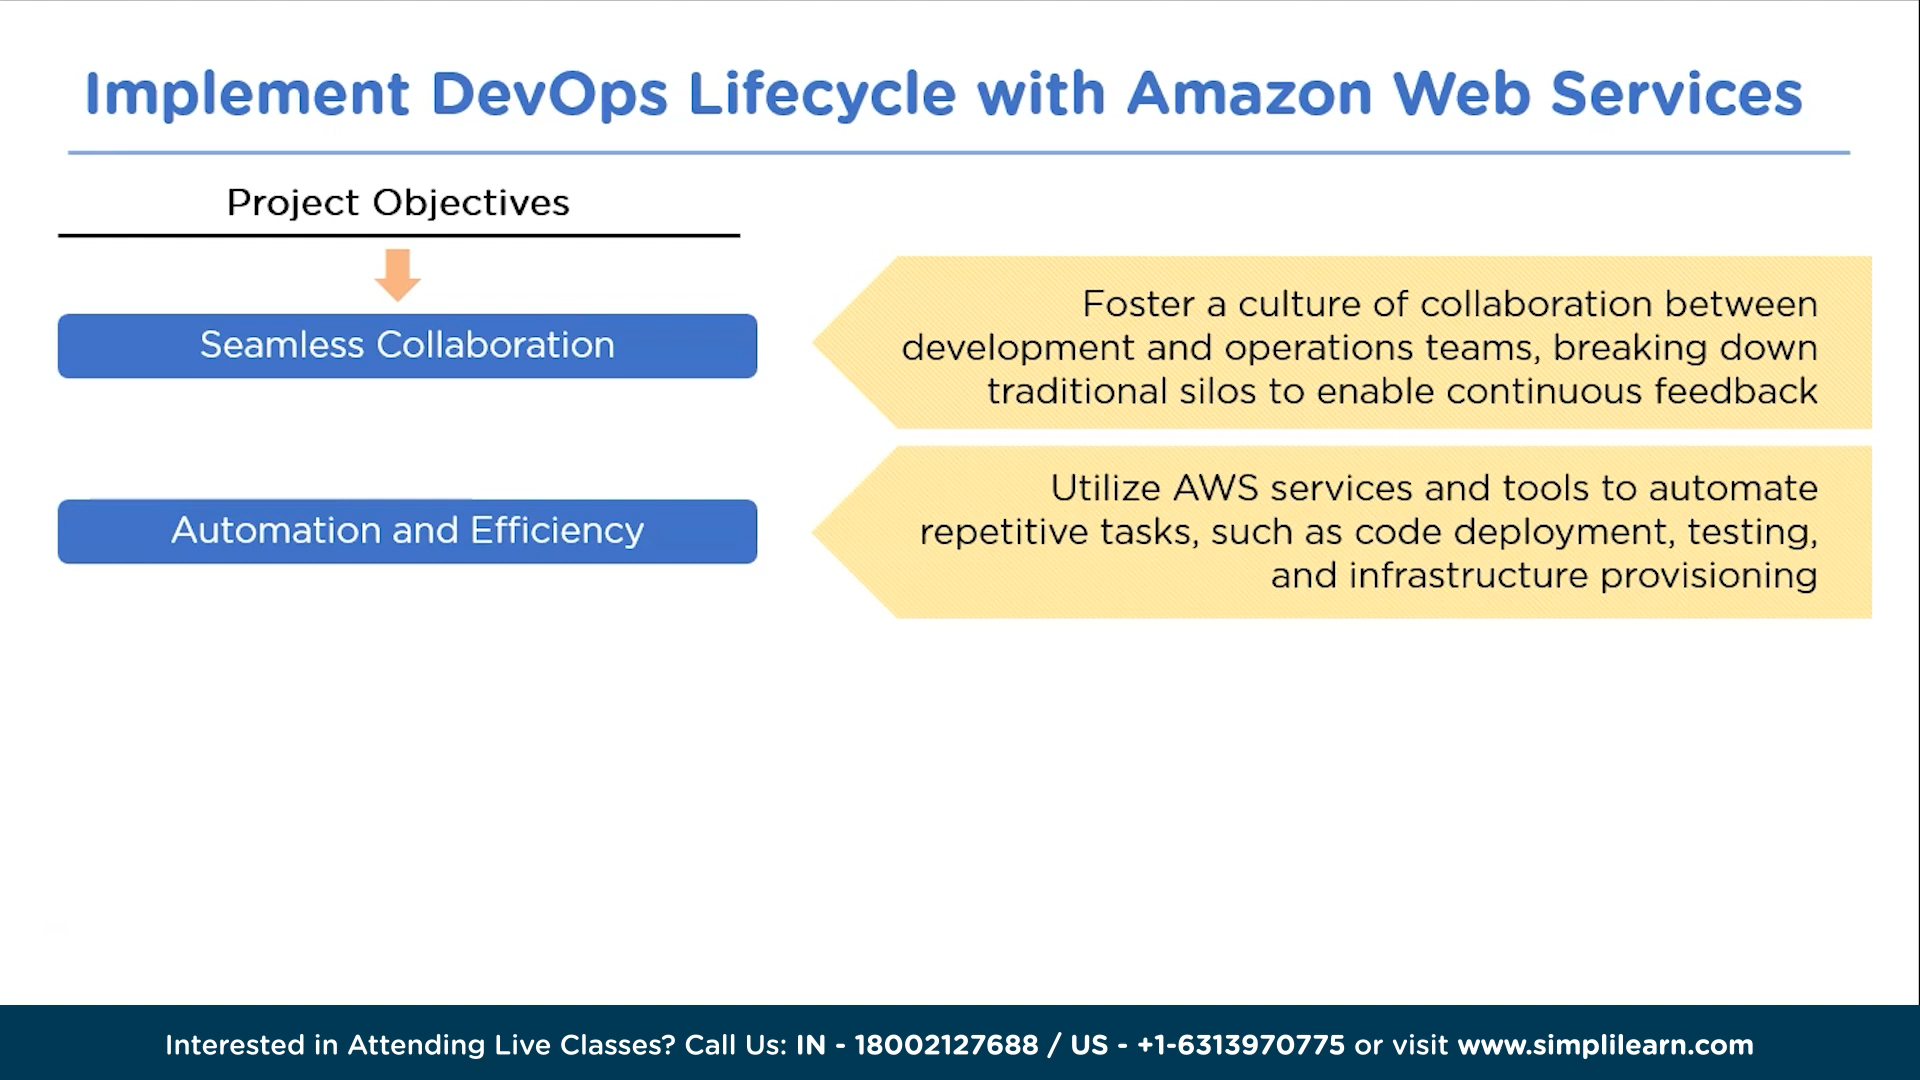 Implement DevOps Lifecycle with Amazon Web Services
Project Objectives
Seamless Collaboration
Foster a culture of collaboration between
development and operations teams, breaking down
traditional silos to enable continuous feedback
Automation and Efficiency
Utilize AWS services and tools to automate
repetitive tasks, such as code deployment, testing,
and infrastructure provisioning
Interested in Attending Live Classes? Call Us: IN - 18002127688 / US - +1-6313970775 or visit www.simplilearn.com